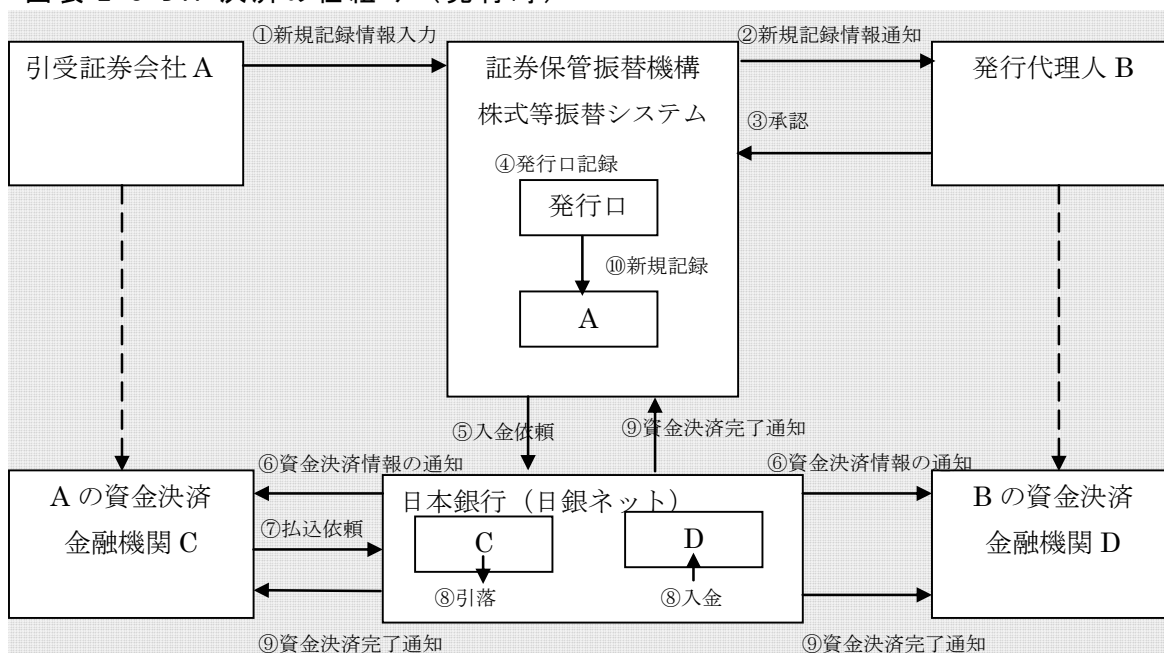 ①新規記録情報入力
②新規記録情報通知
引受証券会社 A
証券保管振替機構
株式等振替システム
発行代理人 B
③承認
④発行口記録
発行口
⑩新規記録
A
⑤入金依頼
⑨資金決済完了通知
⑥資金決済情報の通知
⑥資金決済情報の通知
A の資金決済
金融機関 C
日本銀行（日銀ネット）
B の資金決済
金融機関 D
⑦払込依頼
C
D
⑧引落
⑧入金
⑨資金決済完了通知
⑨資金決済完了通知